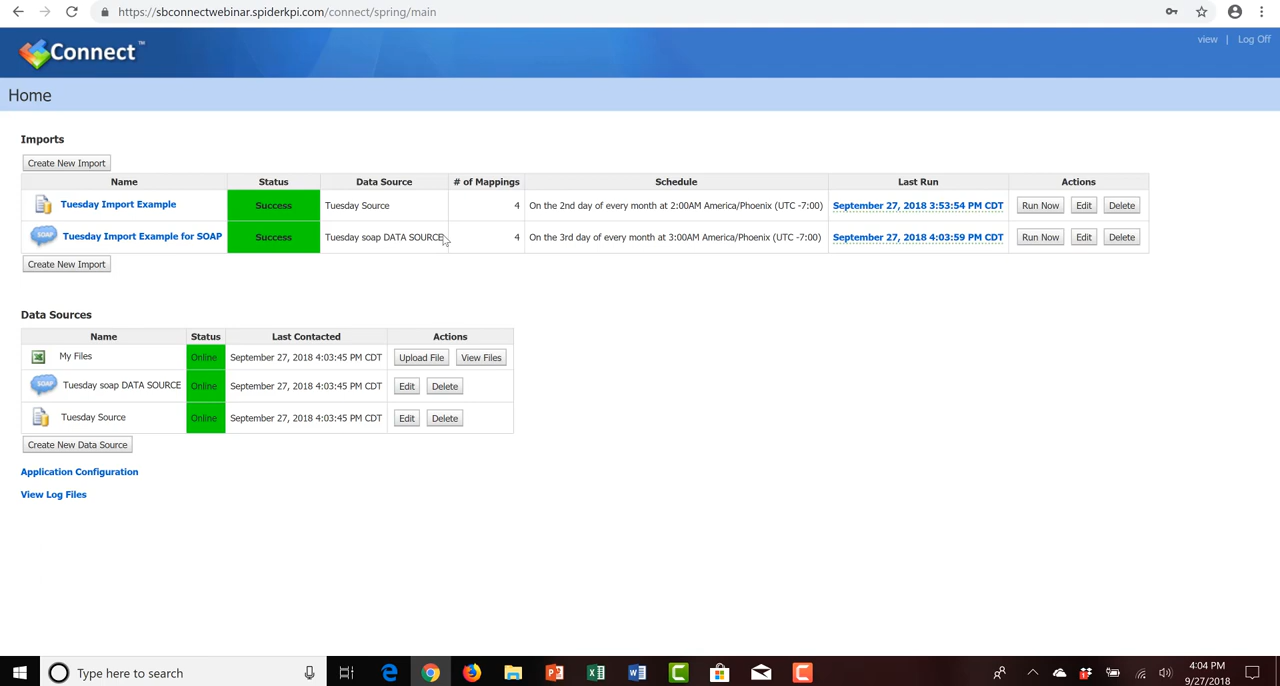 https://sbconnectwebinar.spiderkpi.com/connect/spring/main
Connect™
view | Log Off
Home
Imports
Create New Import
Name Status Data Source # of Mappings Schedule Last Run Actions
Tuesday Import Example Success Tuesday Source 4 On the 2nd day of every month at 2:00AM America/Phoenix (UTC -7:00) September 27, 2018 3:53:54 PM CDT Run Now Edit Delete
SOAP Tuesday Import Example for SOAP Success Tuesday soap DATA SOURCE 4 On the 3rd day of every month at 3:00AM America/Phoenix (UTC -7:00) September 27, 2018 4:03:59 PM CDT Run Now Edit Delete
Create New Import
Data Sources
Name Status Last Contacted Actions
My Files Online September 27, 2018 4:03:45 PM CDT Upload File View Files
SOAP Tuesday soap DATA SOURCE Online September 27, 2018 4:03:45 PM CDT Edit Delete
Tuesday Source Online September 27, 2018 4:03:45 PM CDT Edit Delete
Create New Data Source
Application Configuration
View Log Files
Type here to search
4:04 PM
9/27/2018